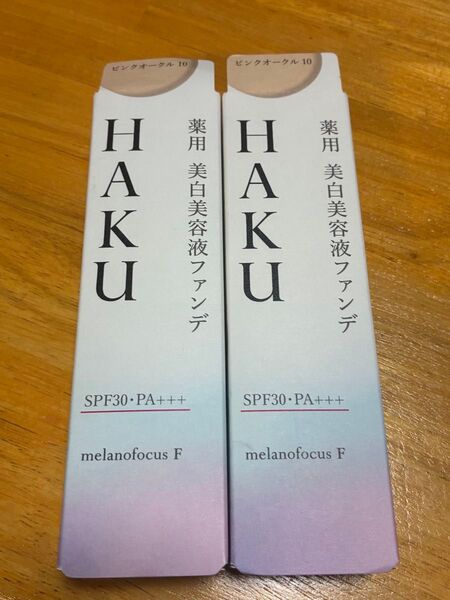 ピンクオークル 10
HAKU
薬用 美白美容液ファンデ
SPF30・PA+++
melanofocus F
ピンクオークル 10
HAKU
薬用 美白美容液ファンデ
SPF30・PA+++
melanofocus F